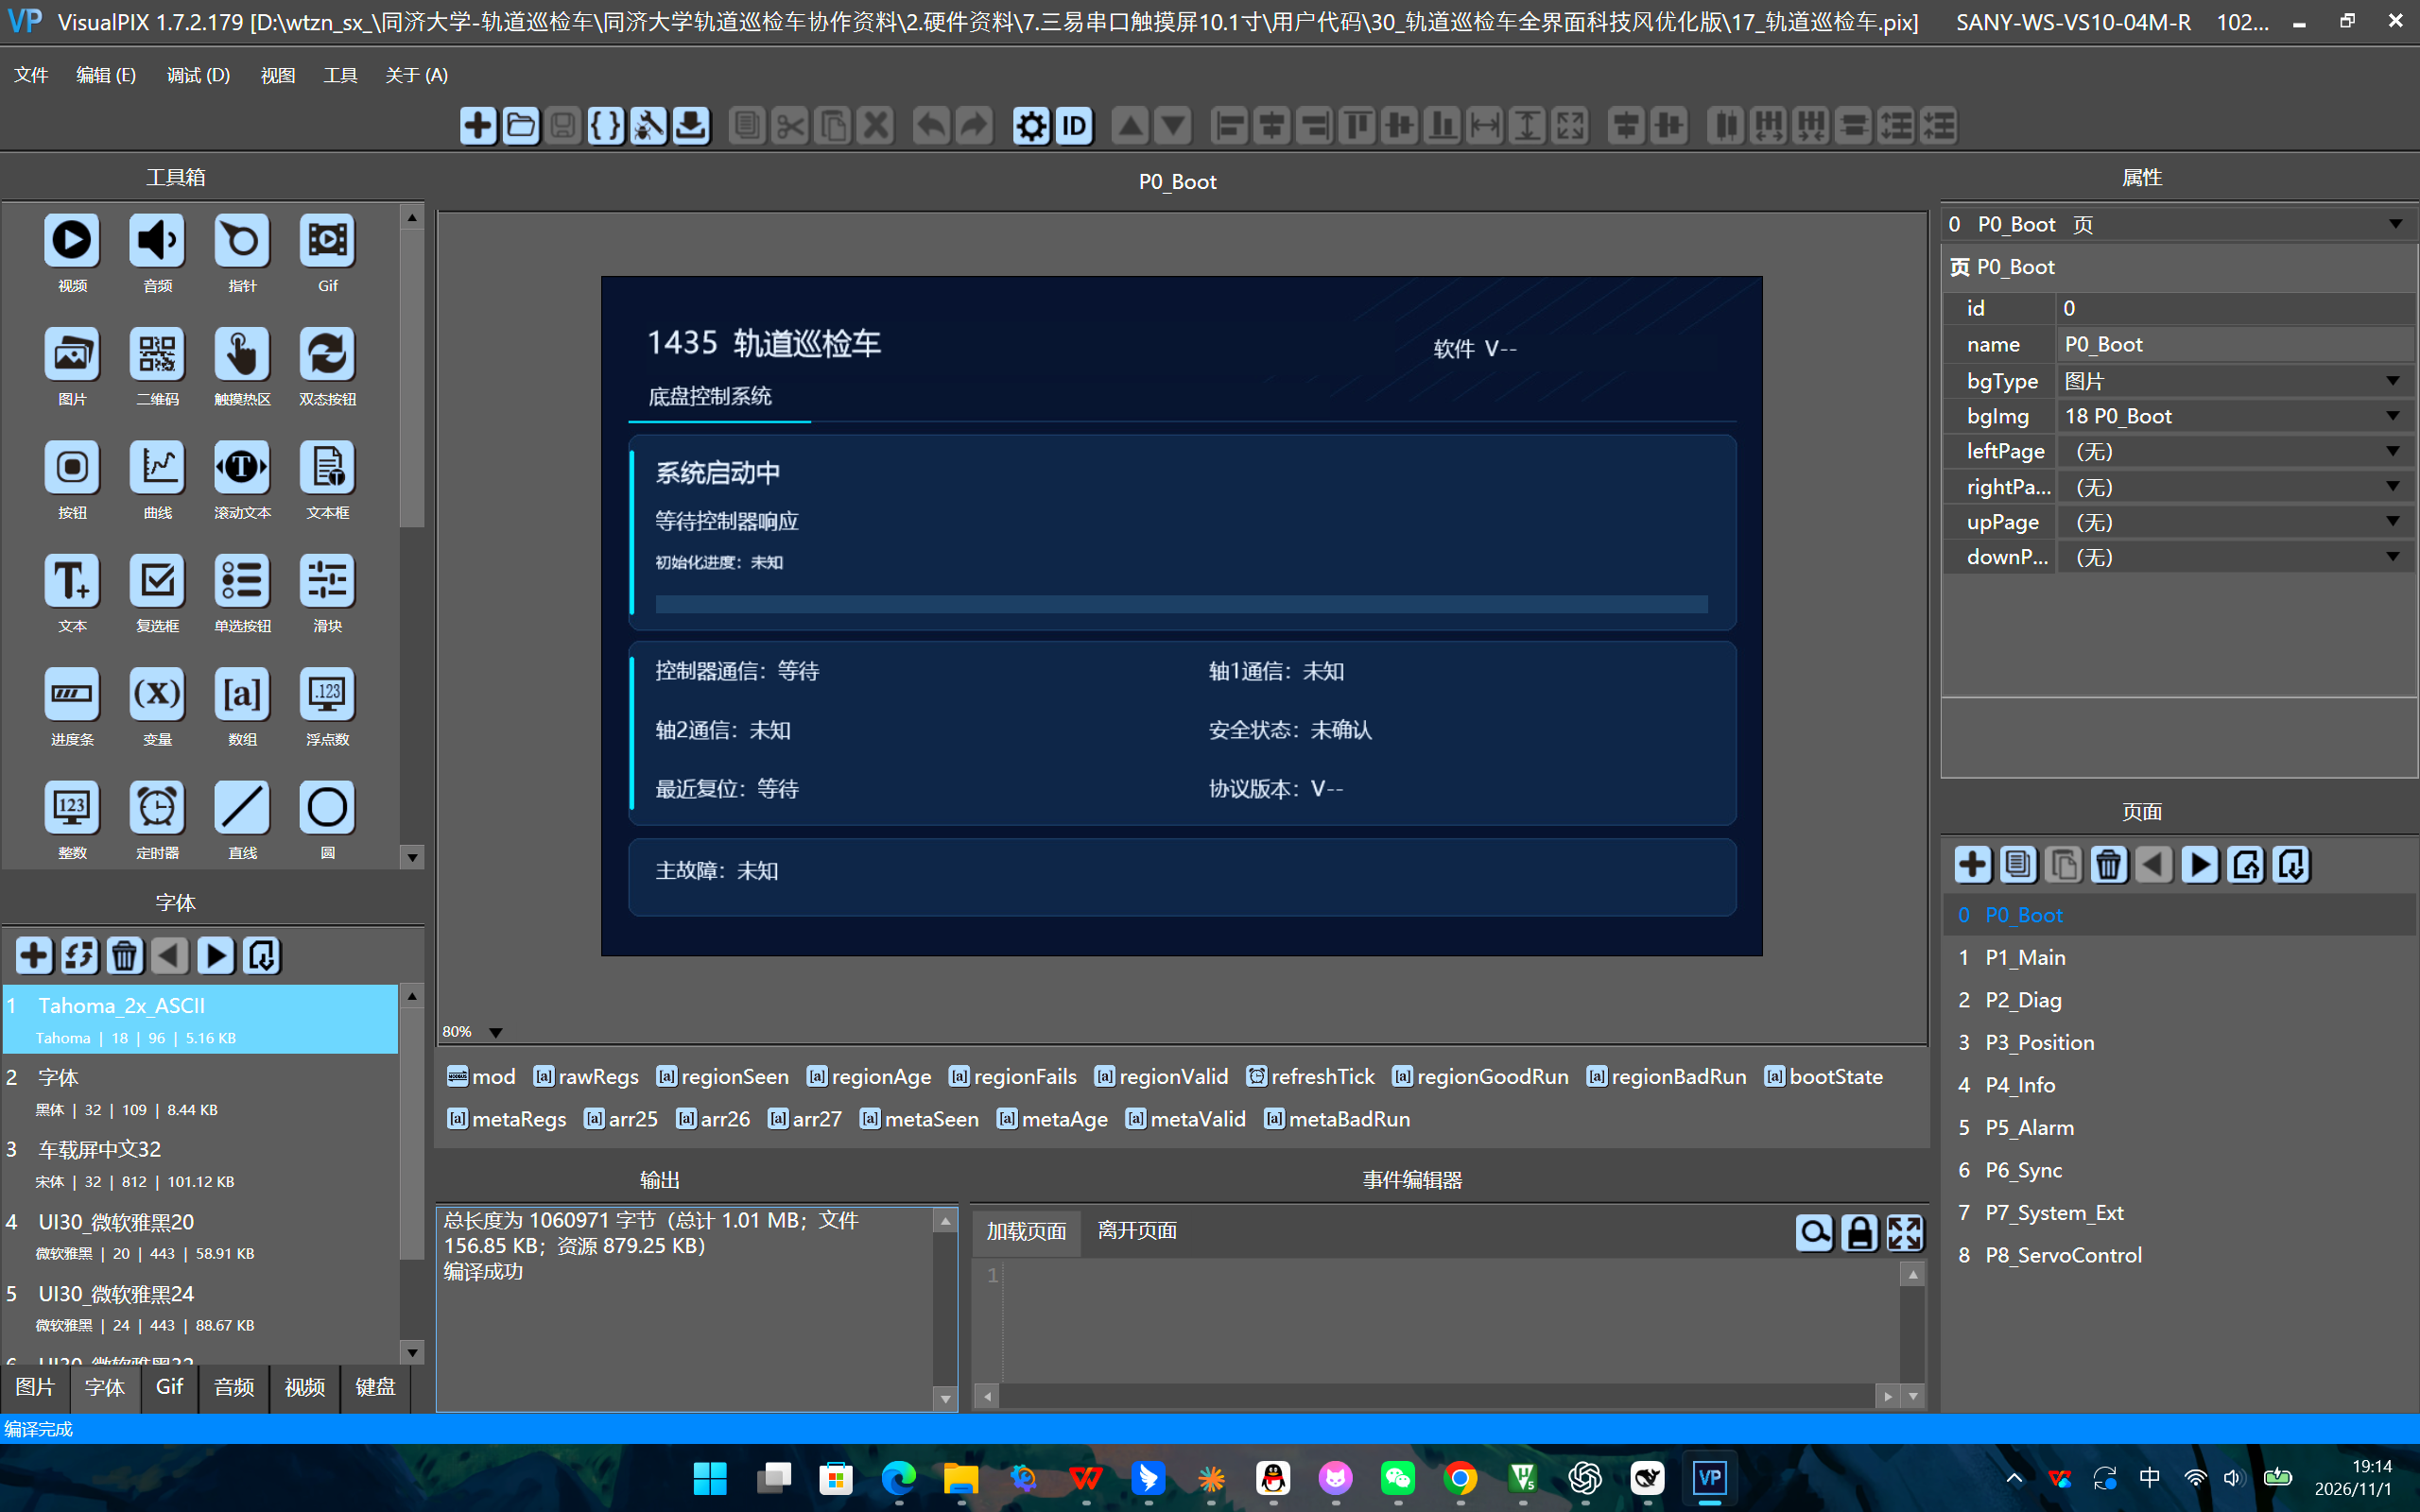 VP VisualPIX 1.7.2.179 [D:\wtzn_sx_\同济大学-轨道巡检车\同济大学轨道巡检车协作资料\2.硬件资料\7.三易串口触摸屏10.1寸\用户代码\30_轨道巡检车全界面科技风优化版\17_轨道巡检车.pix] SANY-WS-VS10-04M-R 102...
文件 编辑 (E) 调试 (D) 视图 工具 关于 (A)
ID
工具箱
视频 音频 指针 Gif
图片 二维码 触摸热区 双态按钮
按钮 曲线 滚动文本 文本框
文本 复选框 单选按钮 滑块
进度条 变量 数组 浮点数
整数 定时器 直线 圆
字体
1 Tahoma_2x_ASCII
Tahoma | 18 | 96 | 5.16 KB
2 字体
黑体 | 32 | 109 | 8.44 KB
3 车载屏中文32
宋体 | 32 | 812 | 101.12 KB
4 UI30_微软雅黑20
微软雅黑 | 20 | 443 | 58.91 KB
5 UI30_微软雅黑24
微软雅黑 | 24 | 443 | 88.67 KB
图片 字体 Gif 音频 视频 键盘
编译完成
P0_Boot
1435 轨道巡检车
软件 V--
底盘控制系统
系统启动中
等待控制器响应
初始化进度：未知
控制器通信：等待 轴1通信：未知
轴2通信：未知 安全状态：未确认
最近复位：等待 协议版本：V--
主故障：未知
80%
mod [a] rawRegs [a] regionSeen [a] regionAge [a] regionFails [a] regionValid refreshTick [a] regionGoodRun [a] regionBadRun [a] bootState
[a] metaRegs [a] arr25 [a] arr26 [a] arr27 [a] metaSeen [a] metaAge [a] metaValid [a] metaBadRun
输出
总长度为 1060971 字节（总计 1.01 MB；文件
156.85 KB；资源 879.25 KB）
编译成功
事件编辑器
加载页面 离开页面
1
属性
0 P0_Boot 页
页 P0_Boot
id 0
name P0_Boot
bgType 图片
bgImg 18 P0_Boot
leftPage （无）
rightPa... （无）
upPage （无）
downP... （无）
页面
0 P0_Boot
1 P1_Main
2 P2_Diag
3 P3_Position
4 P4_Info
5 P5_Alarm
6 P6_Sync
7 P7_System_Ext
8 P8_ServoControl
中
19:14
2026/11/1